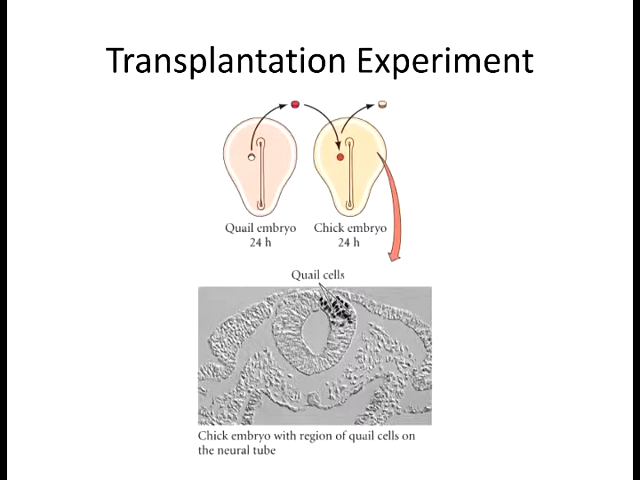 Transplantation Experiment
Quail embryo
24 h
Chick embryo
24 h
Quail cells
Chick embryo with region of quail cells on
the neural tube